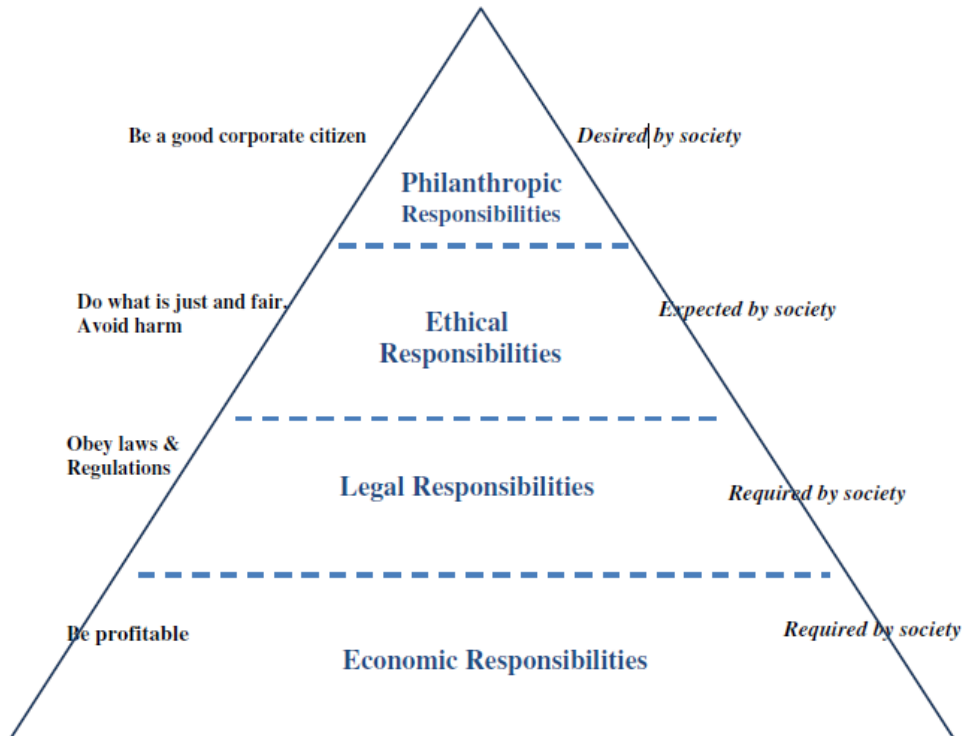 Be a good corporate citizen
Desired by society
Philanthropic
Responsibilities
Do what is just and fair,
Avoid harm
Expected by society
Ethical
Responsibilities
Obey laws &
Regulations
Legal Responsibilities
Required by society
Be profitable
Required by society
Economic Responsibilities